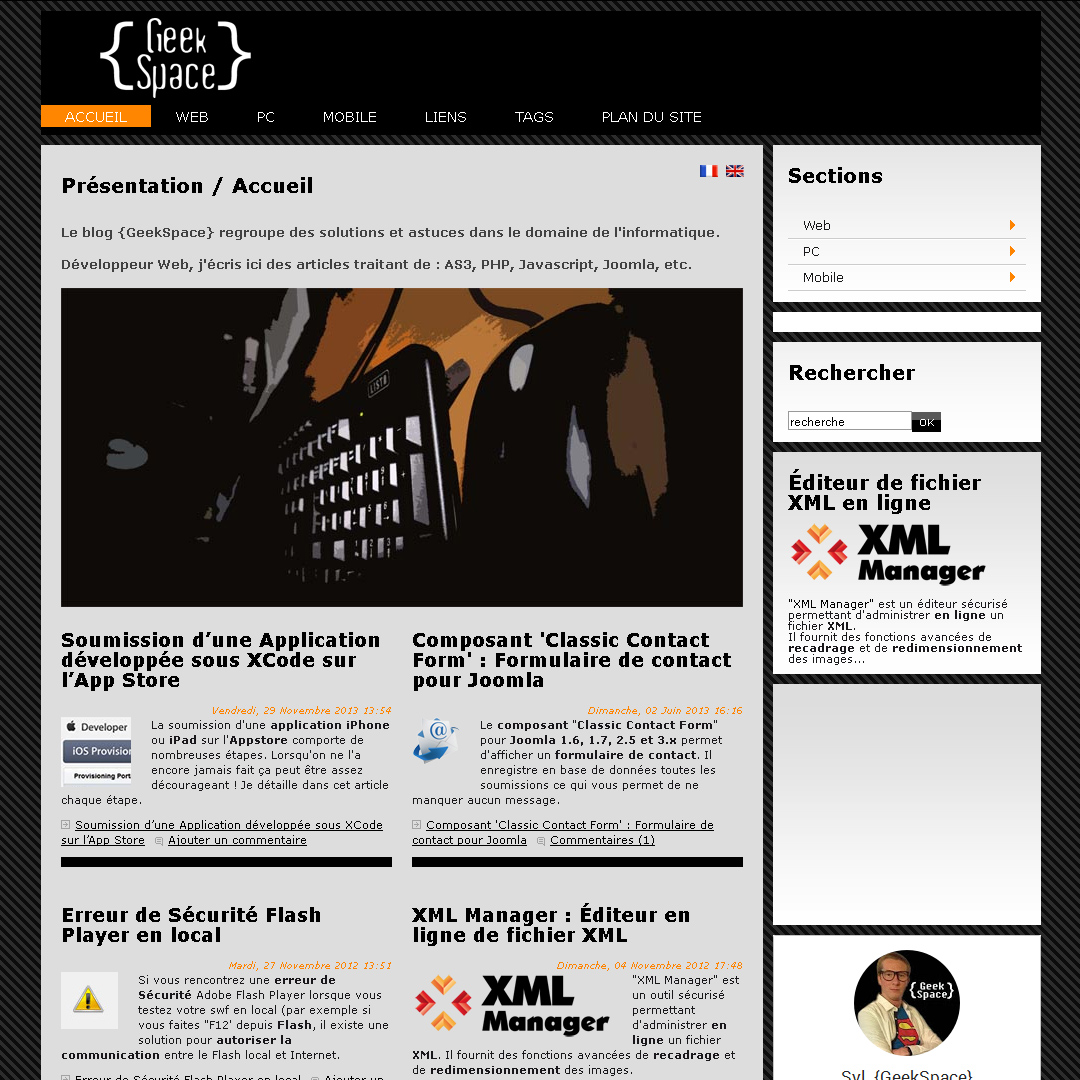 {Geek
Space}
ACCUEIL WEB PC MOBILE LIENS TAGS PLAN DU SITE
Présentation / Accueil
Le blog {GeekSpace} regroupe des solutions et astuces dans le domaine de l'informatique.
Développeur Web, j'écris ici des articles traitant de : AS3, PHP, Javascript, Joomla, etc.
LISTO
Soumission d’une Application
développée sous XCode sur
l’App Store
Vendredi, 29 Novembre 2013 13:54
Developer
iOS Provision
Provisioning Port
La soumission d'une application iPhone
ou iPad sur l'Appstore comporte de
nombreuses étapes. Lorsqu'on ne l'a
encore jamais fait ça peut être assez
décourageant ! Je détaille dans cet article
chaque étape.
Soumission d’une Application développée sous XCode
sur l’App Store Ajouter un commentaire
Composant 'Classic Contact
Form' : Formulaire de contact
pour Joomla
Dimanche, 02 Juin 2013 16:16
Le composant "Classic Contact Form"
pour Joomla 1.6, 1.7, 2.5 et 3.x permet
d'afficher un formulaire de contact. Il
enregistre en base de données toutes les
soumissions ce qui vous permet de ne
manquer aucun message.
Composant 'Classic Contact Form' : Formulaire de
contact pour Joomla Commentaires (1)
Erreur de Sécurité Flash
Player en local
Mardi, 27 Novembre 2012 13:51
Si vous rencontrez une erreur de
Sécurité Adobe Flash Player lorsque vous
testez votre swf en local (par exemple si
vous faites "F12' depuis Flash, il existe une
solution pour autoriser la
communication entre le Flash local et Internet.
Erreur de Sécurité Flash Player en local Ajouter un
XML Manager : Éditeur en
ligne de fichier XML
Dimanche, 04 Novembre 2012 17:48
XML
Manager
"XML Manager" est
un outil sécurisé
permettant
d'administrer en
ligne un fichier
XML. Il fournit des fonctions avancées de recadrage et
de redimensionnement des images.
Sections
Web
PC
Mobile
Rechercher
recherche OK
Éditeur de fichier
XML en ligne
XML
Manager
"XML Manager" est un éditeur sécurisé
permettant d'administrer en ligne un
fichier XML.
Il fournit des fonctions avancées de
recadrage et de redimensionnement
des images...
{Geek
Space}
Syl. {GeekSpace}